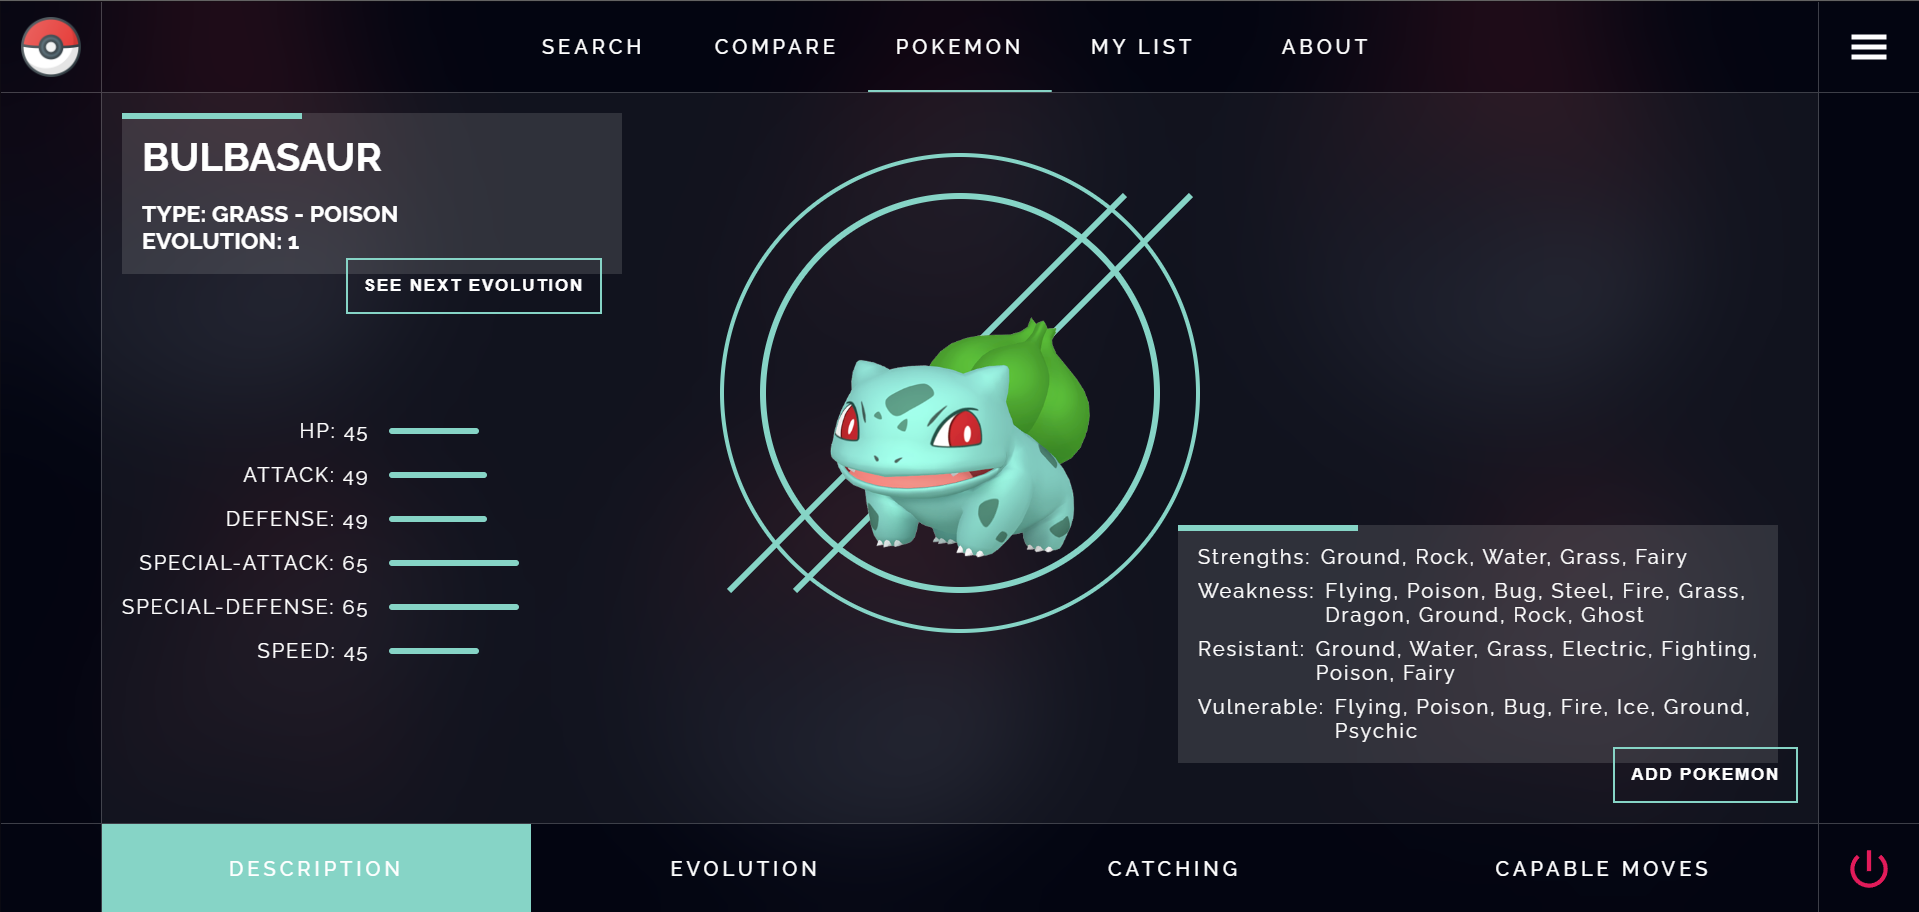 SEARCH
COMPARE
POKEMON
MY LIST
ABOUT
BULBASAUR
TYPE: GRASS - POISON
EVOLUTION: 1
SEE NEXT EVOLUTION
HP: 45
ATTACK: 49
DEFENSE: 49
SPECIAL-ATTACK: 65
SPECIAL-DEFENSE: 65
SPEED: 45
Strengths: Ground, Rock, Water, Grass, Fairy
Weakness: Flying, Poison, Bug, Steel, Fire, Grass,
Dragon, Ground, Rock, Ghost
Resistant: Ground, Water, Grass, Electric, Fighting,
Poison, Fairy
Vulnerable: Flying, Poison, Bug, Fire, Ice, Ground,
Psychic
ADD POKEMON
DESCRIPTION
EVOLUTION
CATCHING
CAPABLE MOVES